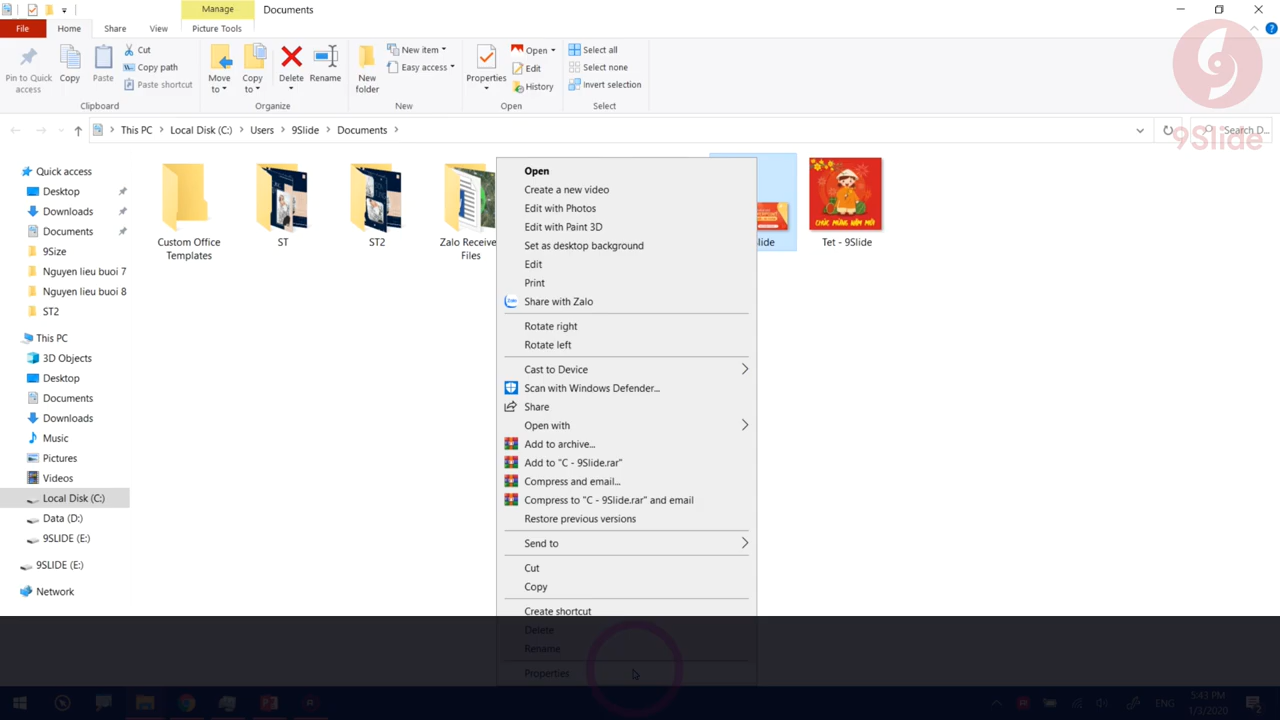 Manage
Documents
File
Home
Share
View
Picture Tools
Pin to Quick access
Copy
Paste
Cut
Copy path
Paste shortcut
Clipboard
Move to
Copy to
Delete
Rename
Organize
New folder
New item
Easy access
New
Properties
Open
Edit
History
Open
Select all
Select none
Invert selection
Select
This PC
Local Disk (C:)
Users
9Slide
Documents
Search D...
9Slide
Quick access
Desktop
Downloads
Documents
9Size
Nguyen lieu buoi 7
Nguyen lieu buoi 8
ST2
This PC
3D Objects
Desktop
Documents
Downloads
Music
Pictures
Videos
Local Disk (C:)
Data (D:)
9SLIDE (E:)
9SLIDE (E:)
Network
Custom Office
Templates
ST
ST2
Zalo Receive
Files
lide
CHÚC MỪNG NĂM MỚI
Tet - 9Slide
Open
Create a new video
Edit with Photos
Edit with Paint 3D
Set as desktop background
Edit
Print
Share with Zalo
Rotate right
Rotate left
Cast to Device
Scan with Windows Defender...
Share
Open with
Add to archive...
Add to "C - 9Slide.rar"
Compress and email...
Compress to "C - 9Slide.rar" and email
Restore previous versions
Send to
Cut
Copy
Create shortcut
Delete
Rename
Properties
ENG
5:43 PM
1/3/2020